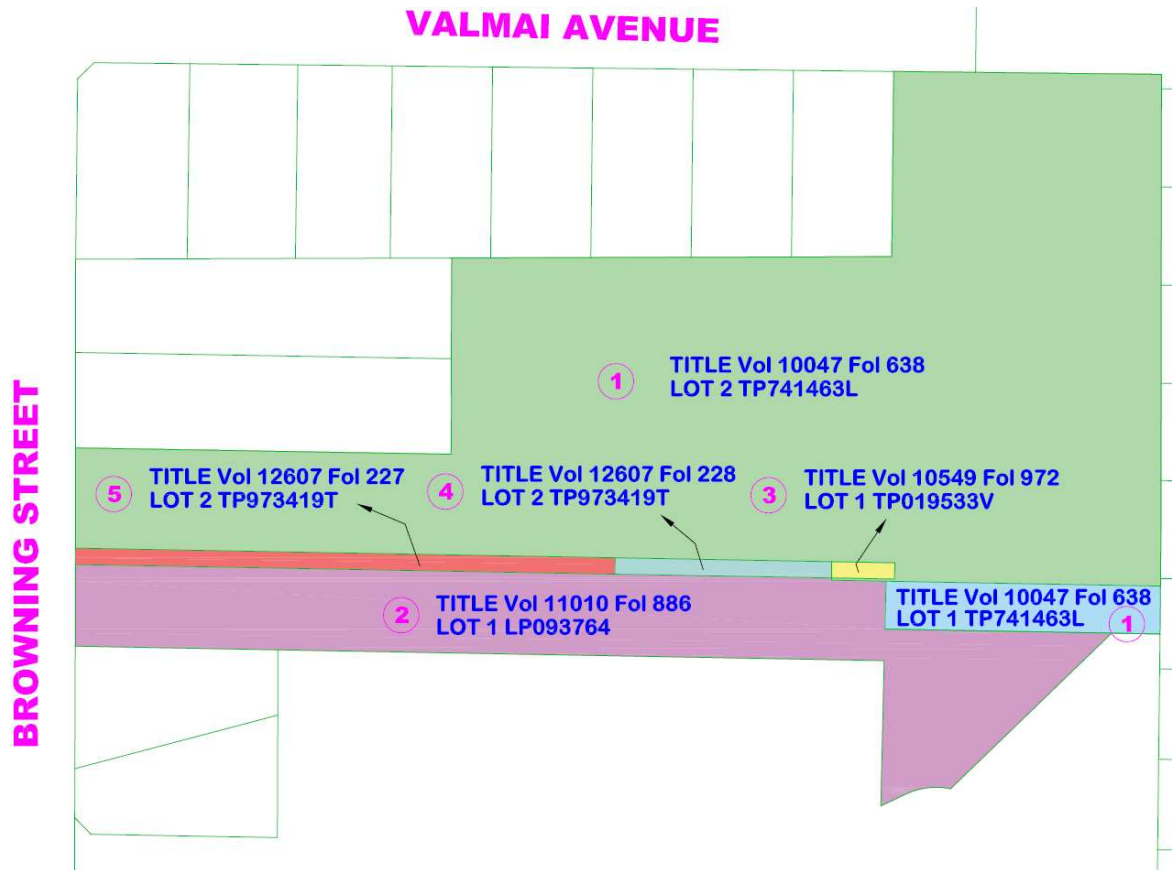 VALMAI AVENUE
BROWNING STREET
1
TITLE Vol 10047 Fol 638
LOT 2 TP741463L
5
TITLE Vol 12607 Fol 227
LOT 2 TP973419T
4
TITLE Vol 12607 Fol 228
LOT 2 TP973419T
3
TITLE Vol 10549 Fol 972
LOT 1 TP019533V
2
TITLE Vol 11010 Fol 886
LOT 1 LP093764
TITLE Vol 10047 Fol 638
LOT 1 TP741463L
1